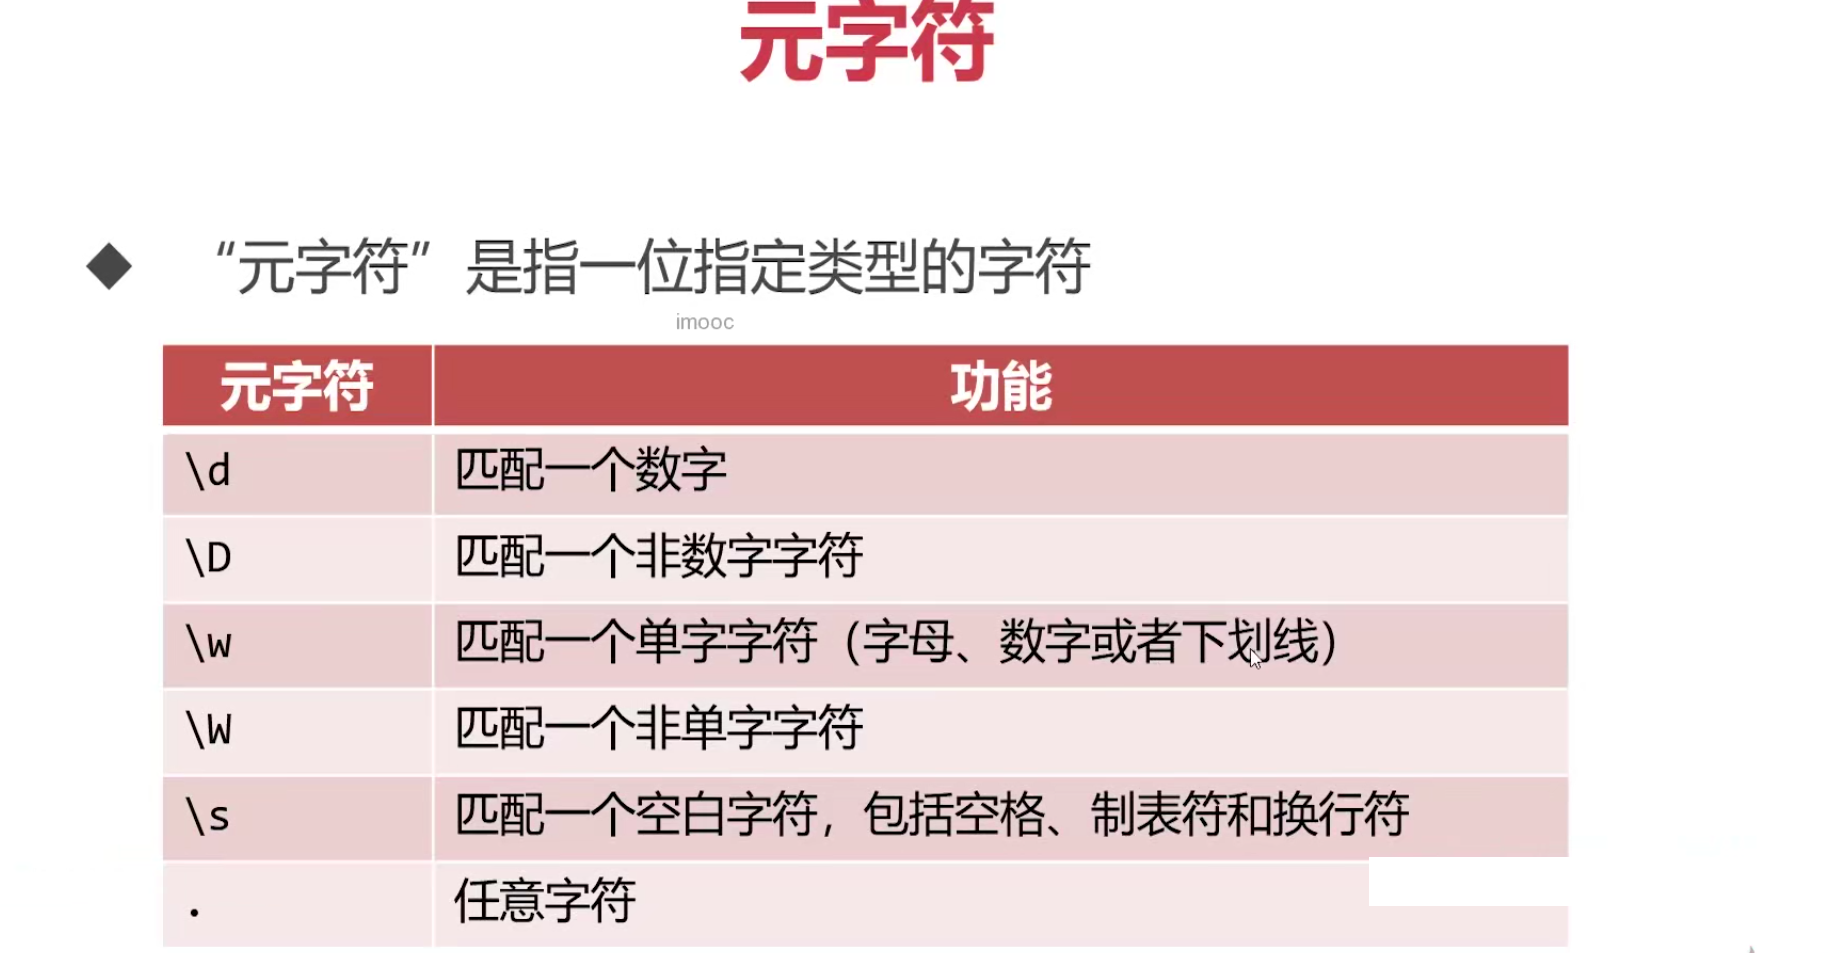 元字符
“元字符”是指一位指定类型的字符
imooc
元字符 功能
\d 匹配一个数字
\D 匹配一个非数字字符
\w 匹配一个单字字符（字母、数字或者下划线）
\W 匹配一个非单字字符
\s 匹配一个空白字符，包括空格、制表符和换行符
. 任意字符